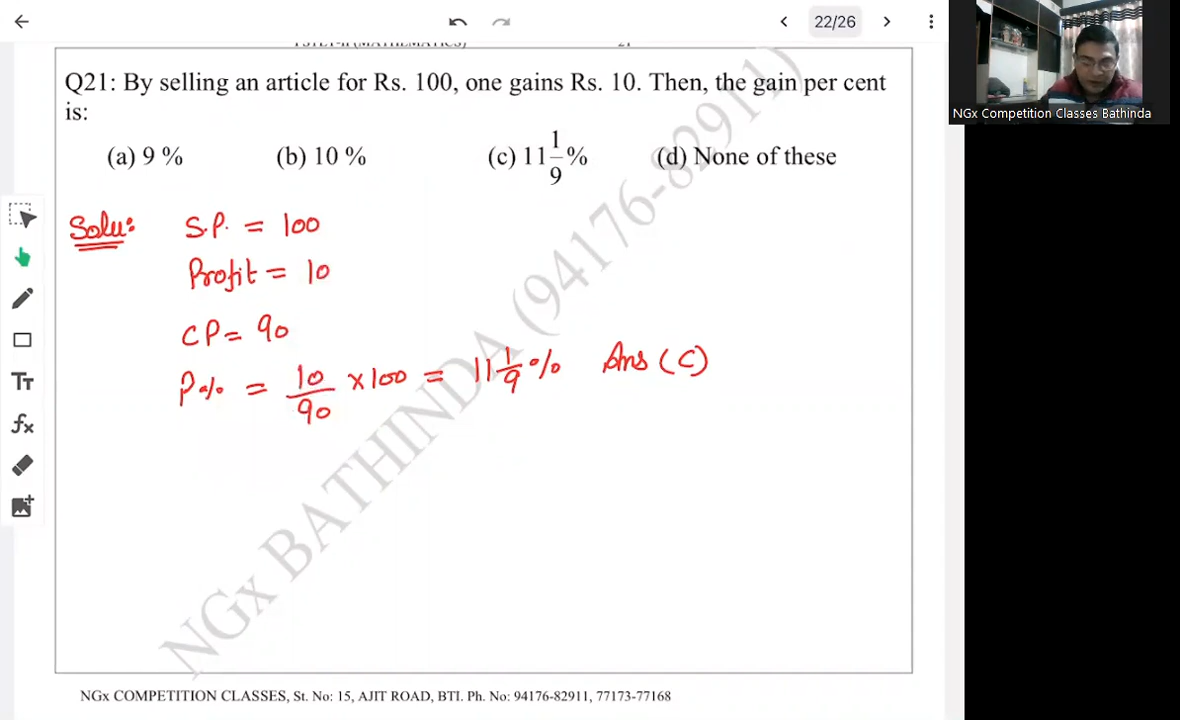 22/26
Q21: By selling an article for Rs. 100, one gains Rs. 10. Then, the gain per cent
is:
(a) 9 % (b) 10 % (c) 11 1/9 % (d) None of these
Solu:
S.P. = 100
Profit = 10
CP = 90
P% = 10/90 × 100 = 11 1/9 % Ans (C)
NGx BATHINDA (94176-82911)
NGx COMPETITION CLASSES, St. No: 15, AJIT ROAD, BTI. Ph. No: 94176-82911, 77173-77168
NGx Competition Classes Bathinda
Tт
fx